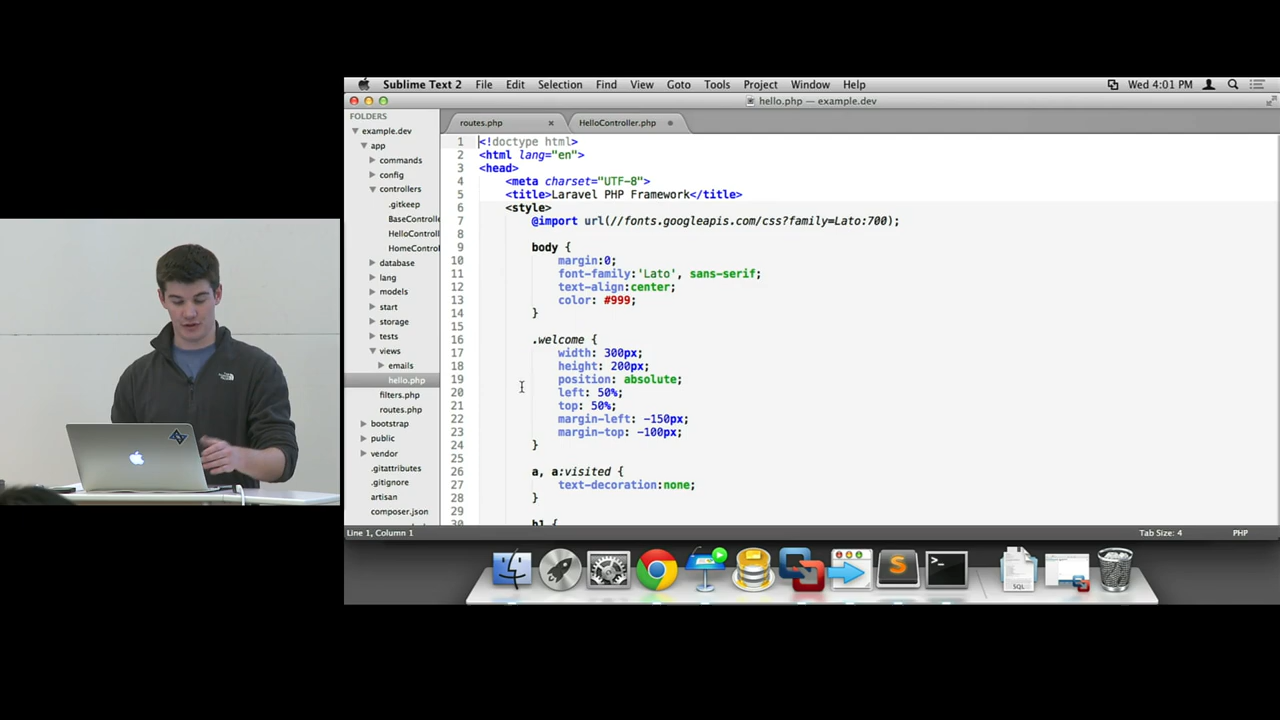 Sublime Text 2 File Edit Selection Find View Goto Tools Project Window Help Wed 4:01 PM
hello.php — example.dev
FOLDERS
example.dev
app
commands
config
controllers
.gitkeep
BaseControlle
HelloControl
HomeControl
database
lang
models
start
storage
tests
views
emails
hello.php
filters.php
routes.php
bootstrap
public
vendor
.gitattributes
.gitignore
artisan
composer.json
routes.php × HelloController.php
1 <!doctype html>
2 <html lang="en">
3 <head>
4 <meta charset="UTF-8">
5 <title>Laravel PHP Framework</title>
6 <style>
7 @import url(//fonts.googleapis.com/css?family=Lato:700);
8
9 body {
10 margin:0;
11 font-family:'Lato', sans-serif;
12 text-align:center;
13 color: #999;
14 }
15
16 .welcome {
17 width: 300px;
18 height: 200px;
19 position: absolute;
20 left: 50%;
21 top: 50%;
22 margin-left: -150px;
23 margin-top: -100px;
24 }
25
26 a, a:visited {
27 text-decoration:none;
28 }
29
30 h1 {
Line 1, Column 1 Tab Size: 4 PHP
SQL